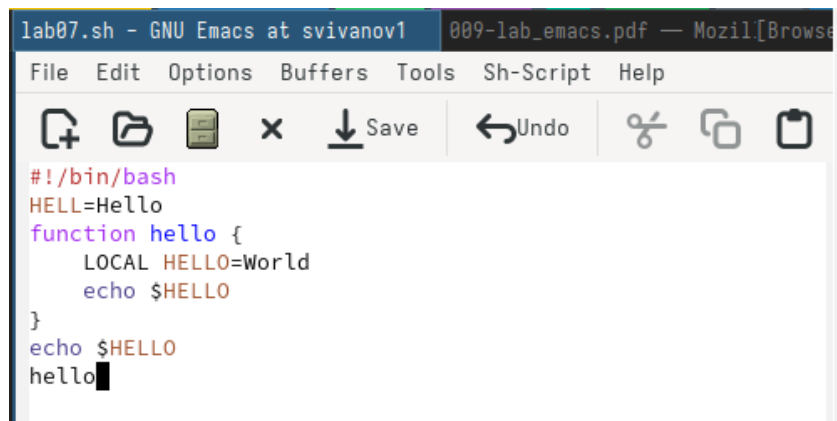 lab07.sh - GNU Emacs at svivanov1 009-lab_emacs.pdf — Mozil[Browse
File Edit Options Buffers Tools Sh-Script Help
Save Undo
#!/bin/bash
HELL=Hello
function hello {
    LOCAL HELLO=World
    echo $HELLO
}
echo $HELLO
hello